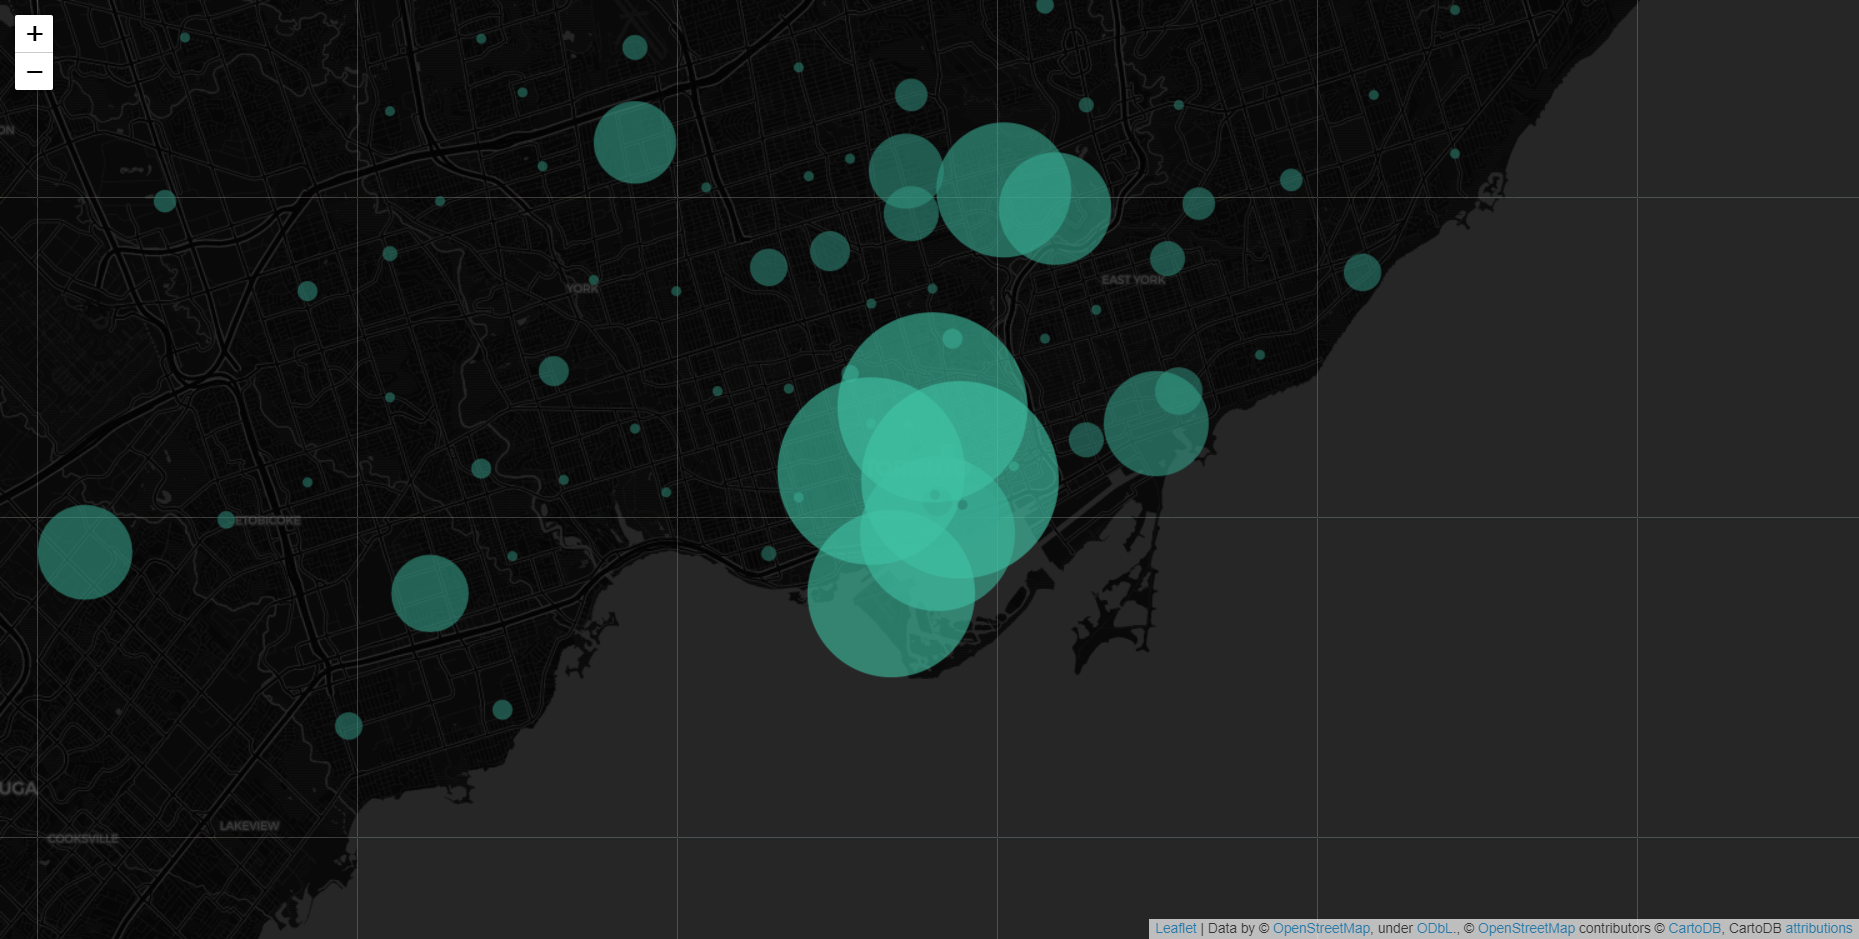 +
−
ON
YORK
EAST YORK
ETOBICOKE
UGA
LAKEVIEW
COOKSVILLE
Leaflet | Data by © OpenStreetMap, under ODbL., © OpenStreetMap contributors © CartoDB, CartoDB attributions